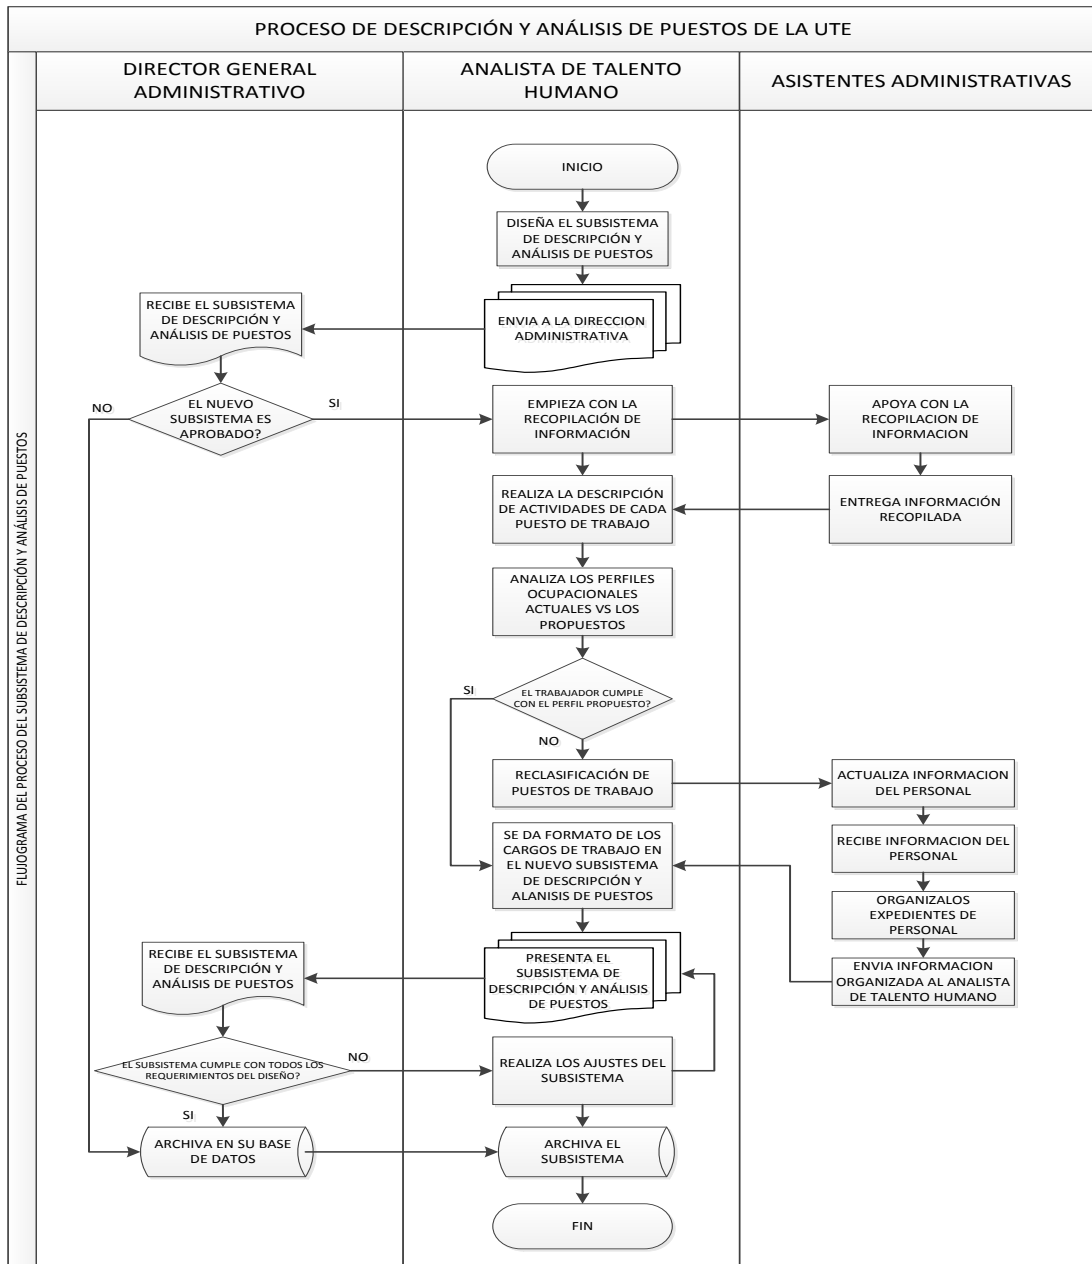 PROCESO DE DESCRIPCIÓN Y ANÁLISIS DE PUESTOS DE LA UTE
FLUJOGRAMA DEL PROCESO DEL SUBSISTEMA DE DESCRIPCIÓN Y ANÁLISIS DE PUESTOS
DIRECTOR GENERAL
ADMINISTRATIVO
ANALISTA DE TALENTO
HUMANO
ASISTENTES ADMINISTRATIVAS
INICIO
DISEÑA EL SUBSISTEMA
DE DESCRIPCIÓN Y
ANÁLISIS DE PUESTOS
ENVIA A LA DIRECCION
ADMINISTRATIVA
RECIBE EL SUBSISTEMA
DE DESCRIPCIÓN Y
ANÁLISIS DE PUESTOS
NO
EL NUEVO
SUBSISTEMA ES
APROBADO?
SI
EMPIEZA CON LA
RECOPILACIÓN DE
INFORMACIÓN
APOYA CON LA
RECOPILACION DE
INFORMACION
REALIZA LA DESCRIPCIÓN
DE ACTIVIDADES DE CADA
PUESTO DE TRABAJO
ENTREGA INFORMACIÓN
RECOPILADA
ANALIZA LOS PERFILES
OCUPACIONALES
ACTUALES VS LOS
PROPUESTOS
SI
EL TRABAJADOR CUMPLE
CON EL PERFIL PROPUESTO?
NO
RECLASIFICACIÓN DE
PUESTOS DE TRABAJO
ACTUALIZA INFORMACION
DEL PERSONAL
RECIBE INFORMACION DEL
PERSONAL
SE DA FORMATO DE LOS
CARGOS DE TRABAJO EN
EL NUEVO SUBSISTEMA
DE DESCRIPCIÓN Y
ALANISIS DE PUESTOS
ORGANIZALOS
EXPEDIENTES DE
PERSONAL
ENVIA INFORMACION
ORGANIZADA AL ANALISTA
DE TALENTO HUMANO
PRESENTA EL
SUBSISTEMA DE
DESCRIPCIÓN Y ANÁLISIS
DE PUESTOS
RECIBE EL SUBSISTEMA
DE DESCRIPCIÓN Y
ANÁLISIS DE PUESTOS
EL SUBSISTEMA CUMPLE CON TODOS LOS
REQUERIMIENTOS DEL DISEÑO?
NO
REALIZA LOS AJUSTES DEL
SUBSISTEMA
SI
ARCHIVA EN SU BASE
DE DATOS
ARCHIVA EL
SUBSISTEMA
FIN